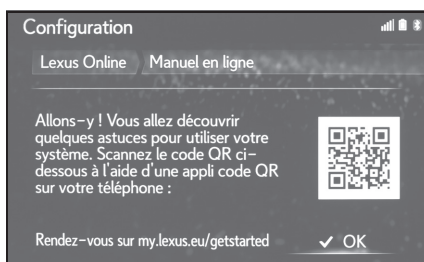 Configuration
Lexus Online Manuel en ligne
Allons-y ! Vous allez découvrir
quelques astuces pour utiliser votre
système. Scannez le code QR ci-
dessous à l'aide d'une appli code QR
sur votre téléphone :
Rendez-vous sur my.lexus.eu/getstarted
OK